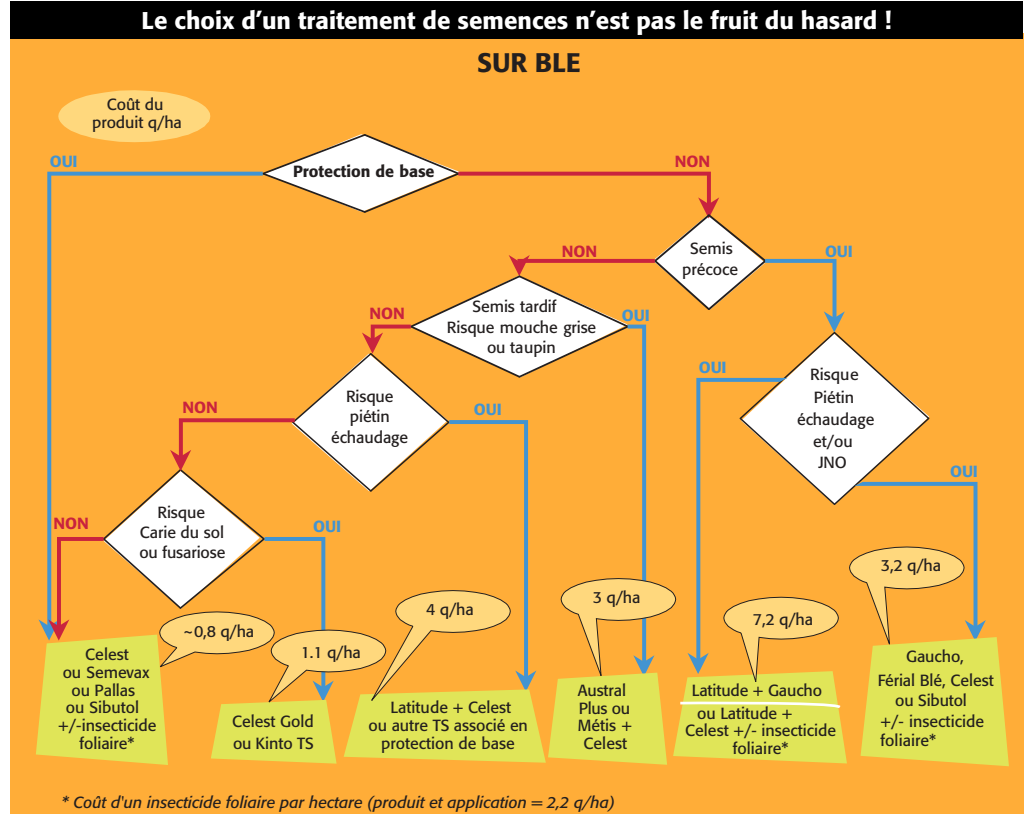 Le choix d'un traitement de semences n'est pas le fruit du hasard !
SUR BLE
Coût du
produit q/ha
OUI
Protection de base
NON
Semis
précoce
NON
OUI
Semis tardif
Risque mouche grise
ou taupin
NON
OUI
Risque
Piétin
échaudage
et/ou
JNO
OUI
OUI
Risque
piétin
échaudage
NON
OUI
Risque
Carie du sol
ou fusariose
NON
OUI
~0,8 q/ha
1.1 q/ha
4 q/ha
3 q/ha
7,2 q/ha
3,2 q/ha
Celest
ou Semevax
ou Pallas
ou Sibutol
+/-insecticide
foliaire*
Celest Gold
ou Kinto TS
Latitude + Celest
ou autre TS associé en
protection de base
Austral
Plus ou
Métis +
Celest
Latitude + Gaucho
ou Latitude +
Celest +/- insecticide
foliaire*
Gaucho,
Férial Blé, Celest
ou Sibutol
+/- insecticide
foliaire*
* Coût d'un insecticide foliaire par hectare (produit et application = 2,2 q/ha)